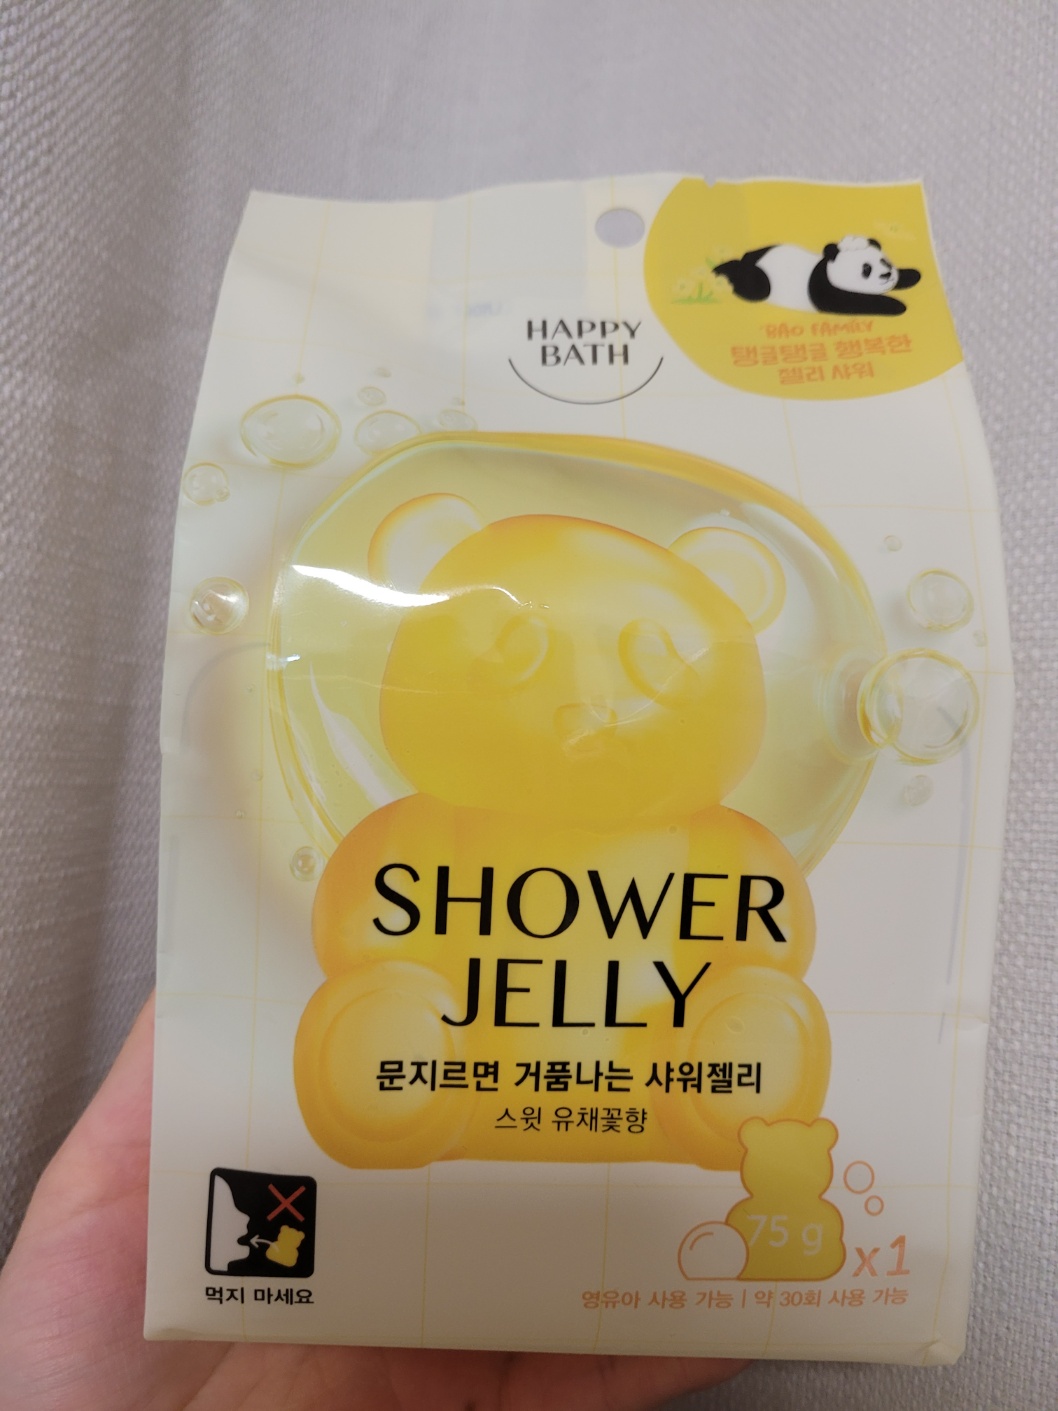 HAPPY
BATH
'BAO FAMILY
탱글탱글 행복한
젤리 샤워
SHOWER
JELLY
문지르면 거품나는 샤워젤리
스윗 유채꽃향
75 g
x1
먹지 마세요
영유아 사용 가능 | 약 30회 사용 가능